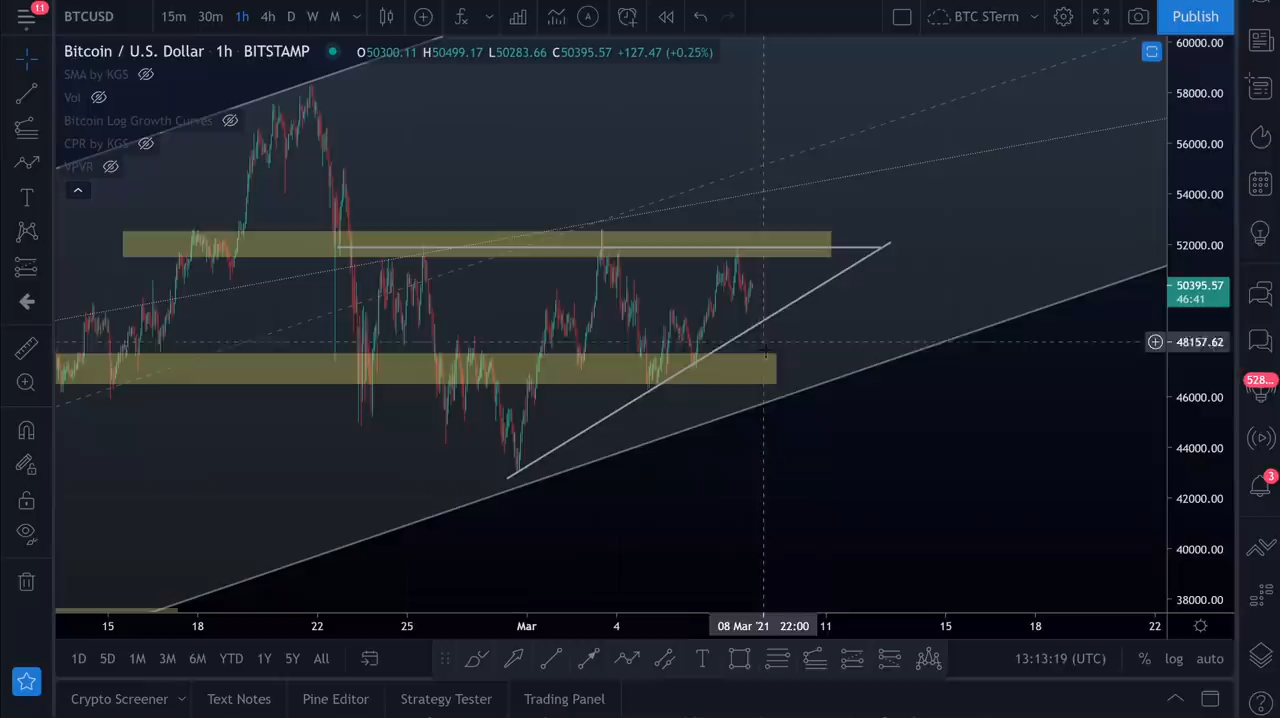 11
BTCUSD 15m 30m 1h 4h D W M BTC STerm Publish
Bitcoin / U.S. Dollar · 1h · BITSTAMP O50300.11 H50499.17 L50283.66 C50395.57 +127.47 (+0.25%)
SMA by KGS
Vol
Bitcoin Log Growth Curves
CPR by KGS
VPVR
60000.00
58000.00
56000.00
54000.00
52000.00
50395.57
46:41
48157.62
46000.00
44000.00
42000.00
40000.00
38000.00
528...
3
15 18 22 25 Mar 4 08 Mar '21 22:00 11 15 18 22
1D 5D 1M 3M 6M YTD 1Y 5Y All 13:13:19 (UTC) % log auto
Crypto Screener Text Notes Pine Editor Strategy Tester Trading Panel